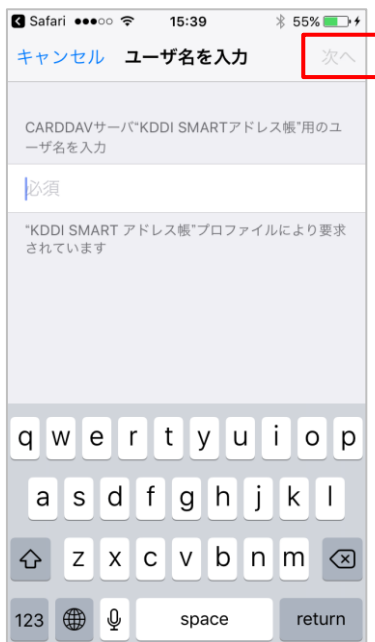 Safari 15:39 55%
キャンセル ユーザ名を入力 次へ
CARDDAVサーバ“KDDI SMARTアドレス帳”用のユ
ーザ名を入力
必須
“KDDI SMART アドレス帳”プロファイルにより要求
されています
q w e r t y u i o p
a s d f g h j k l
z x c v b n m
123 space return